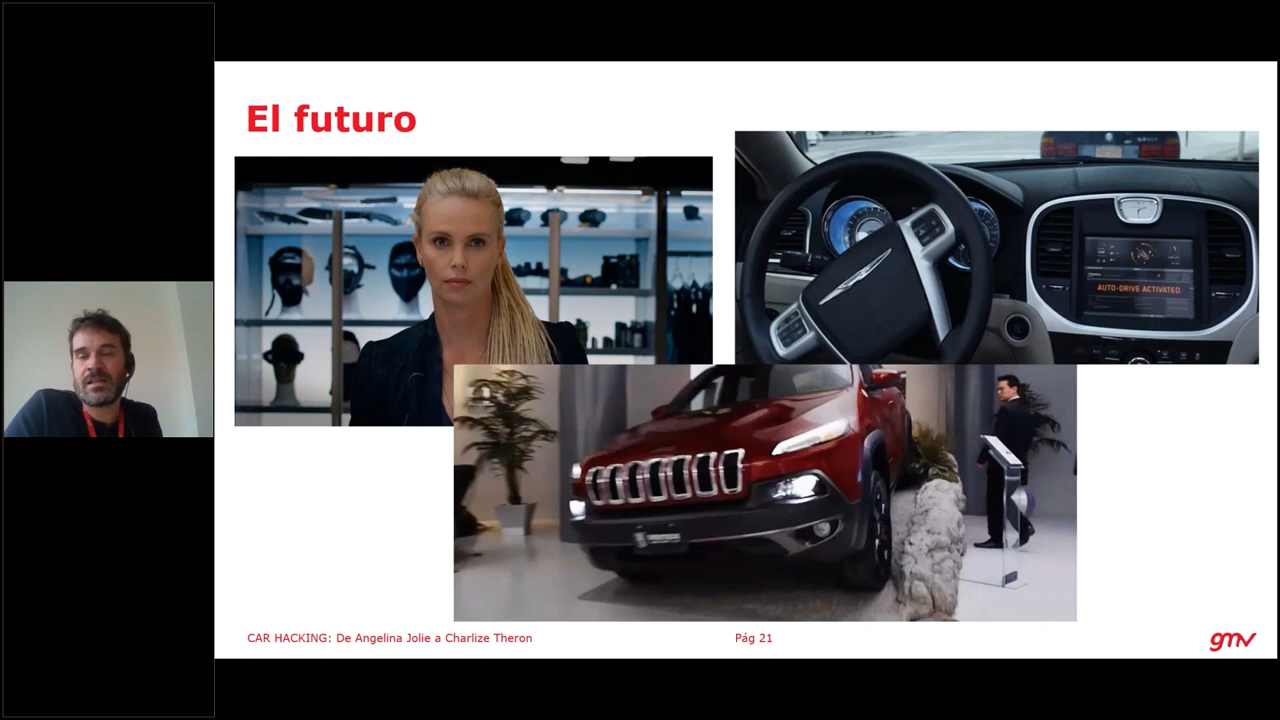 El futuro
AUTO-DRIVE ACTIVATED
CAR HACKING: De Angelina Jolie a Charlize Theron
Pág 21
gmv